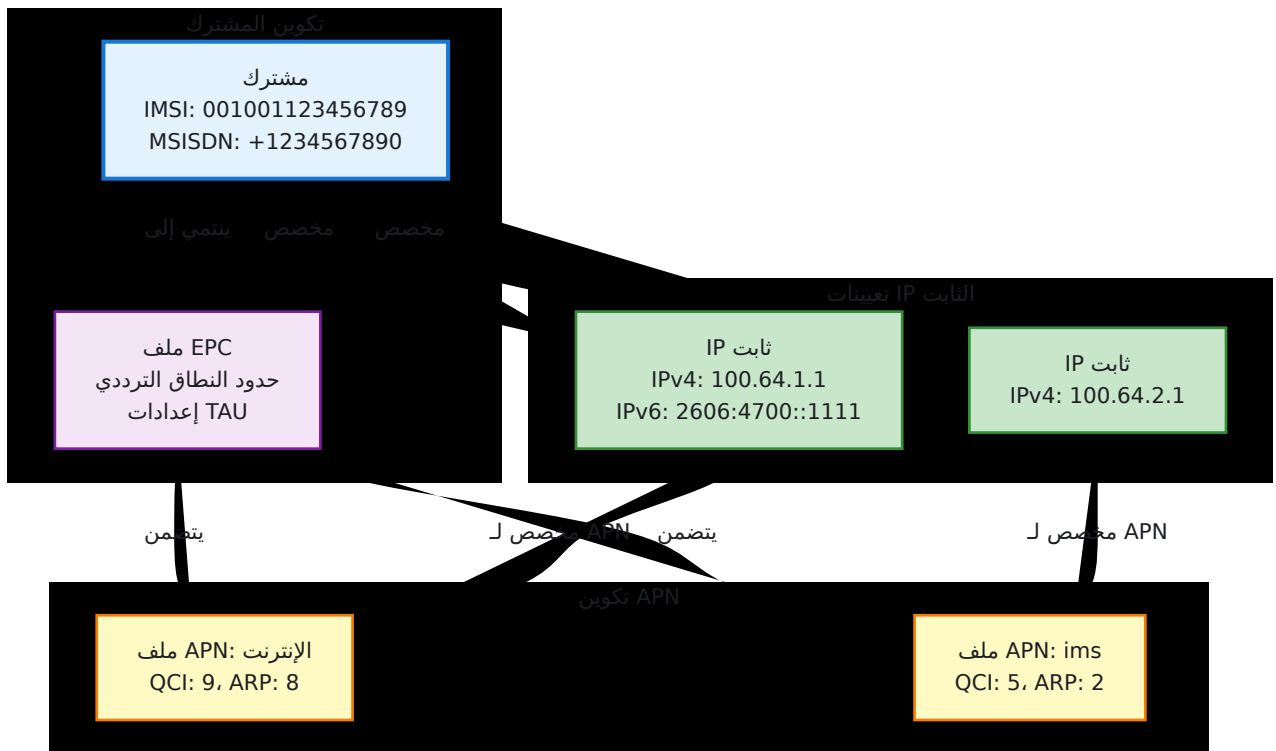 تكوين المشترك
مشترك
IMSI: 001001123456789
MSISDN: +1234567890
ينتمي إلى
مخصص
مخصص
تعيينات IP الثابت
ملف EPC
حدود النطاق الترددي
إعدادات TAU
IP ثابت
IPv4: 100.64.1.1
IPv6: 2606:4700::1111
IP ثابت
IPv4: 100.64.2.1
يتضمن
مخصص لـ APN
يتضمن
مخصص لـ APN
تكوين APN
ملف APN: الإنترنت
QCI: 9، ARP: 8
ملف APN: ims
QCI: 5، ARP: 2